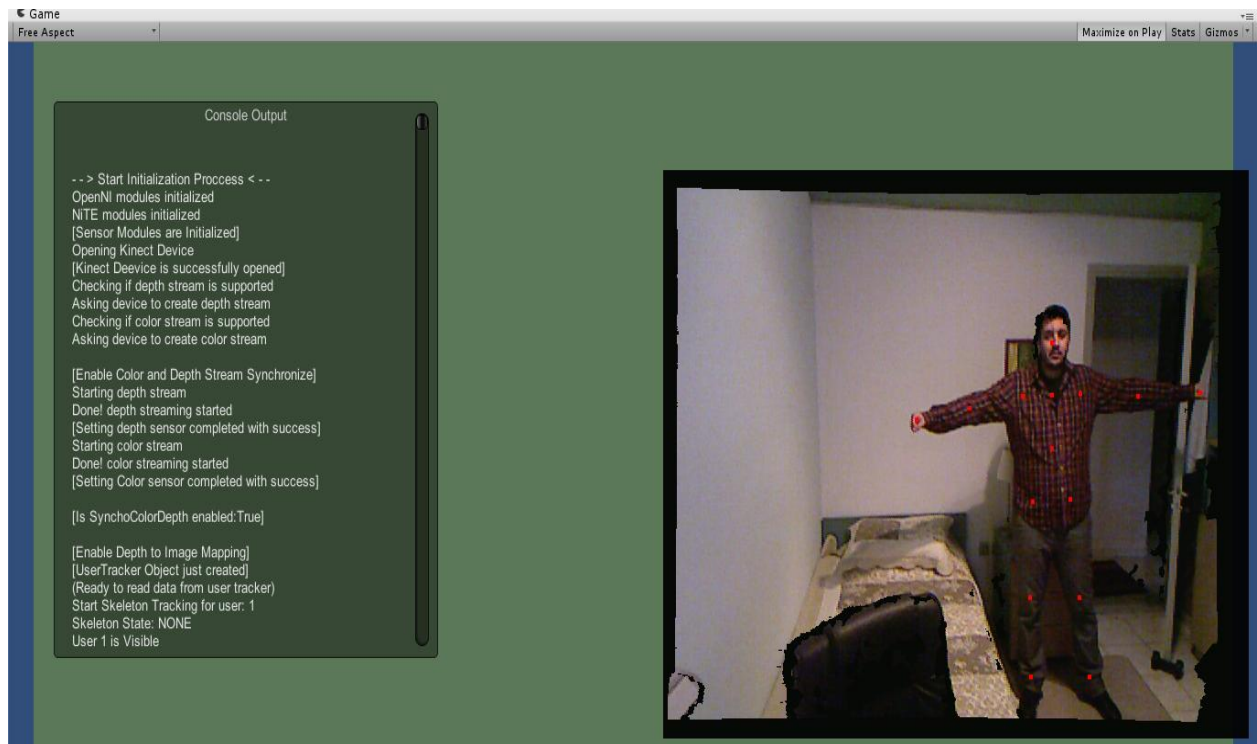 Game
Free Aspect
Maximize on Play Stats Gizmos
Console Output
- - > Start Initialization Proccess < - -
OpenNI modules initialized
NiTE modules initialized
[Sensor Modules are Initialized]
Opening Kinect Device
[Kinect Deevice is successfully opened]
Checking if depth stream is supported
Asking device to create depth stream
Checking if color stream is supported
Asking device to create color stream
[Enable Color and Depth Stream Synchronize]
Starting depth stream
Done! depth streaming started
[Setting depth sensor completed with success]
Starting color stream
Done! color streaming started
[Setting Color sensor completed with success]
[Is SynchoColorDepth enabled:True]
[Enable Depth to Image Mapping]
[UserTracker Object just created]
(Ready to read data from user tracker)
Start Skeleton Tracking for user: 1
Skeleton State: NONE
User 1 is Visible